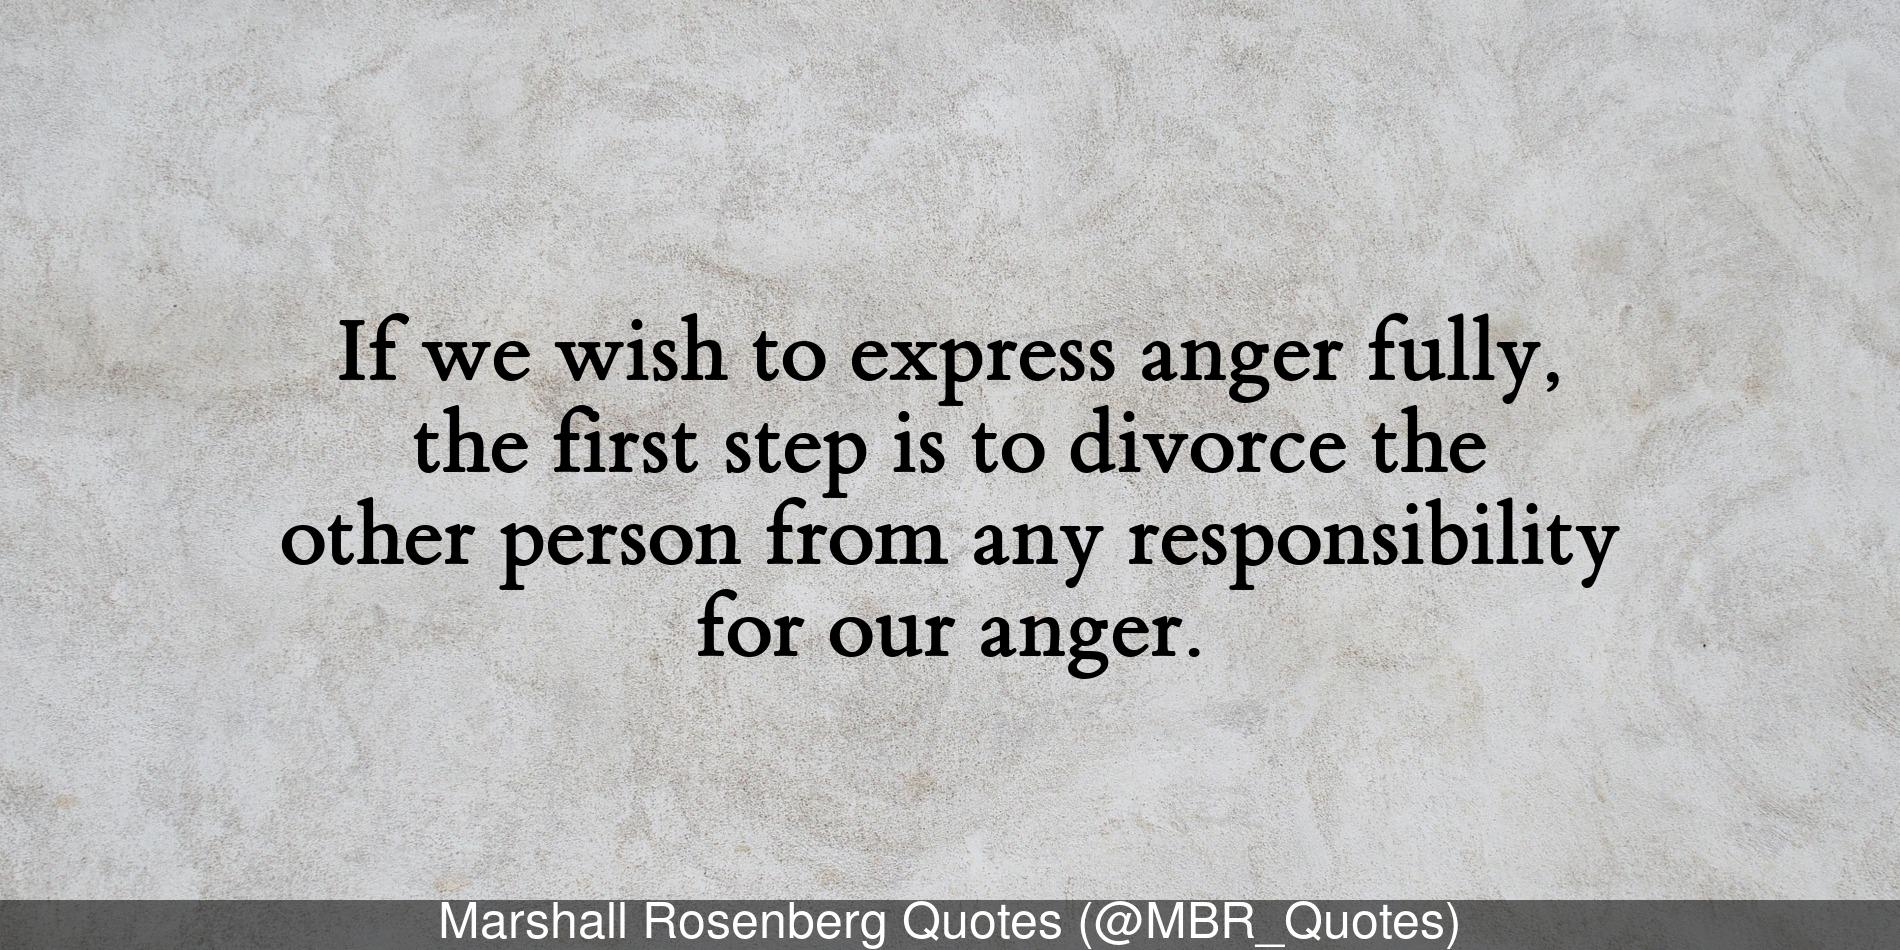 If we wish to express anger fully,
the first step is to divorce the
other person from any responsibility
for our anger.
Marshall Rosenberg Quotes (@MBR_Quotes)